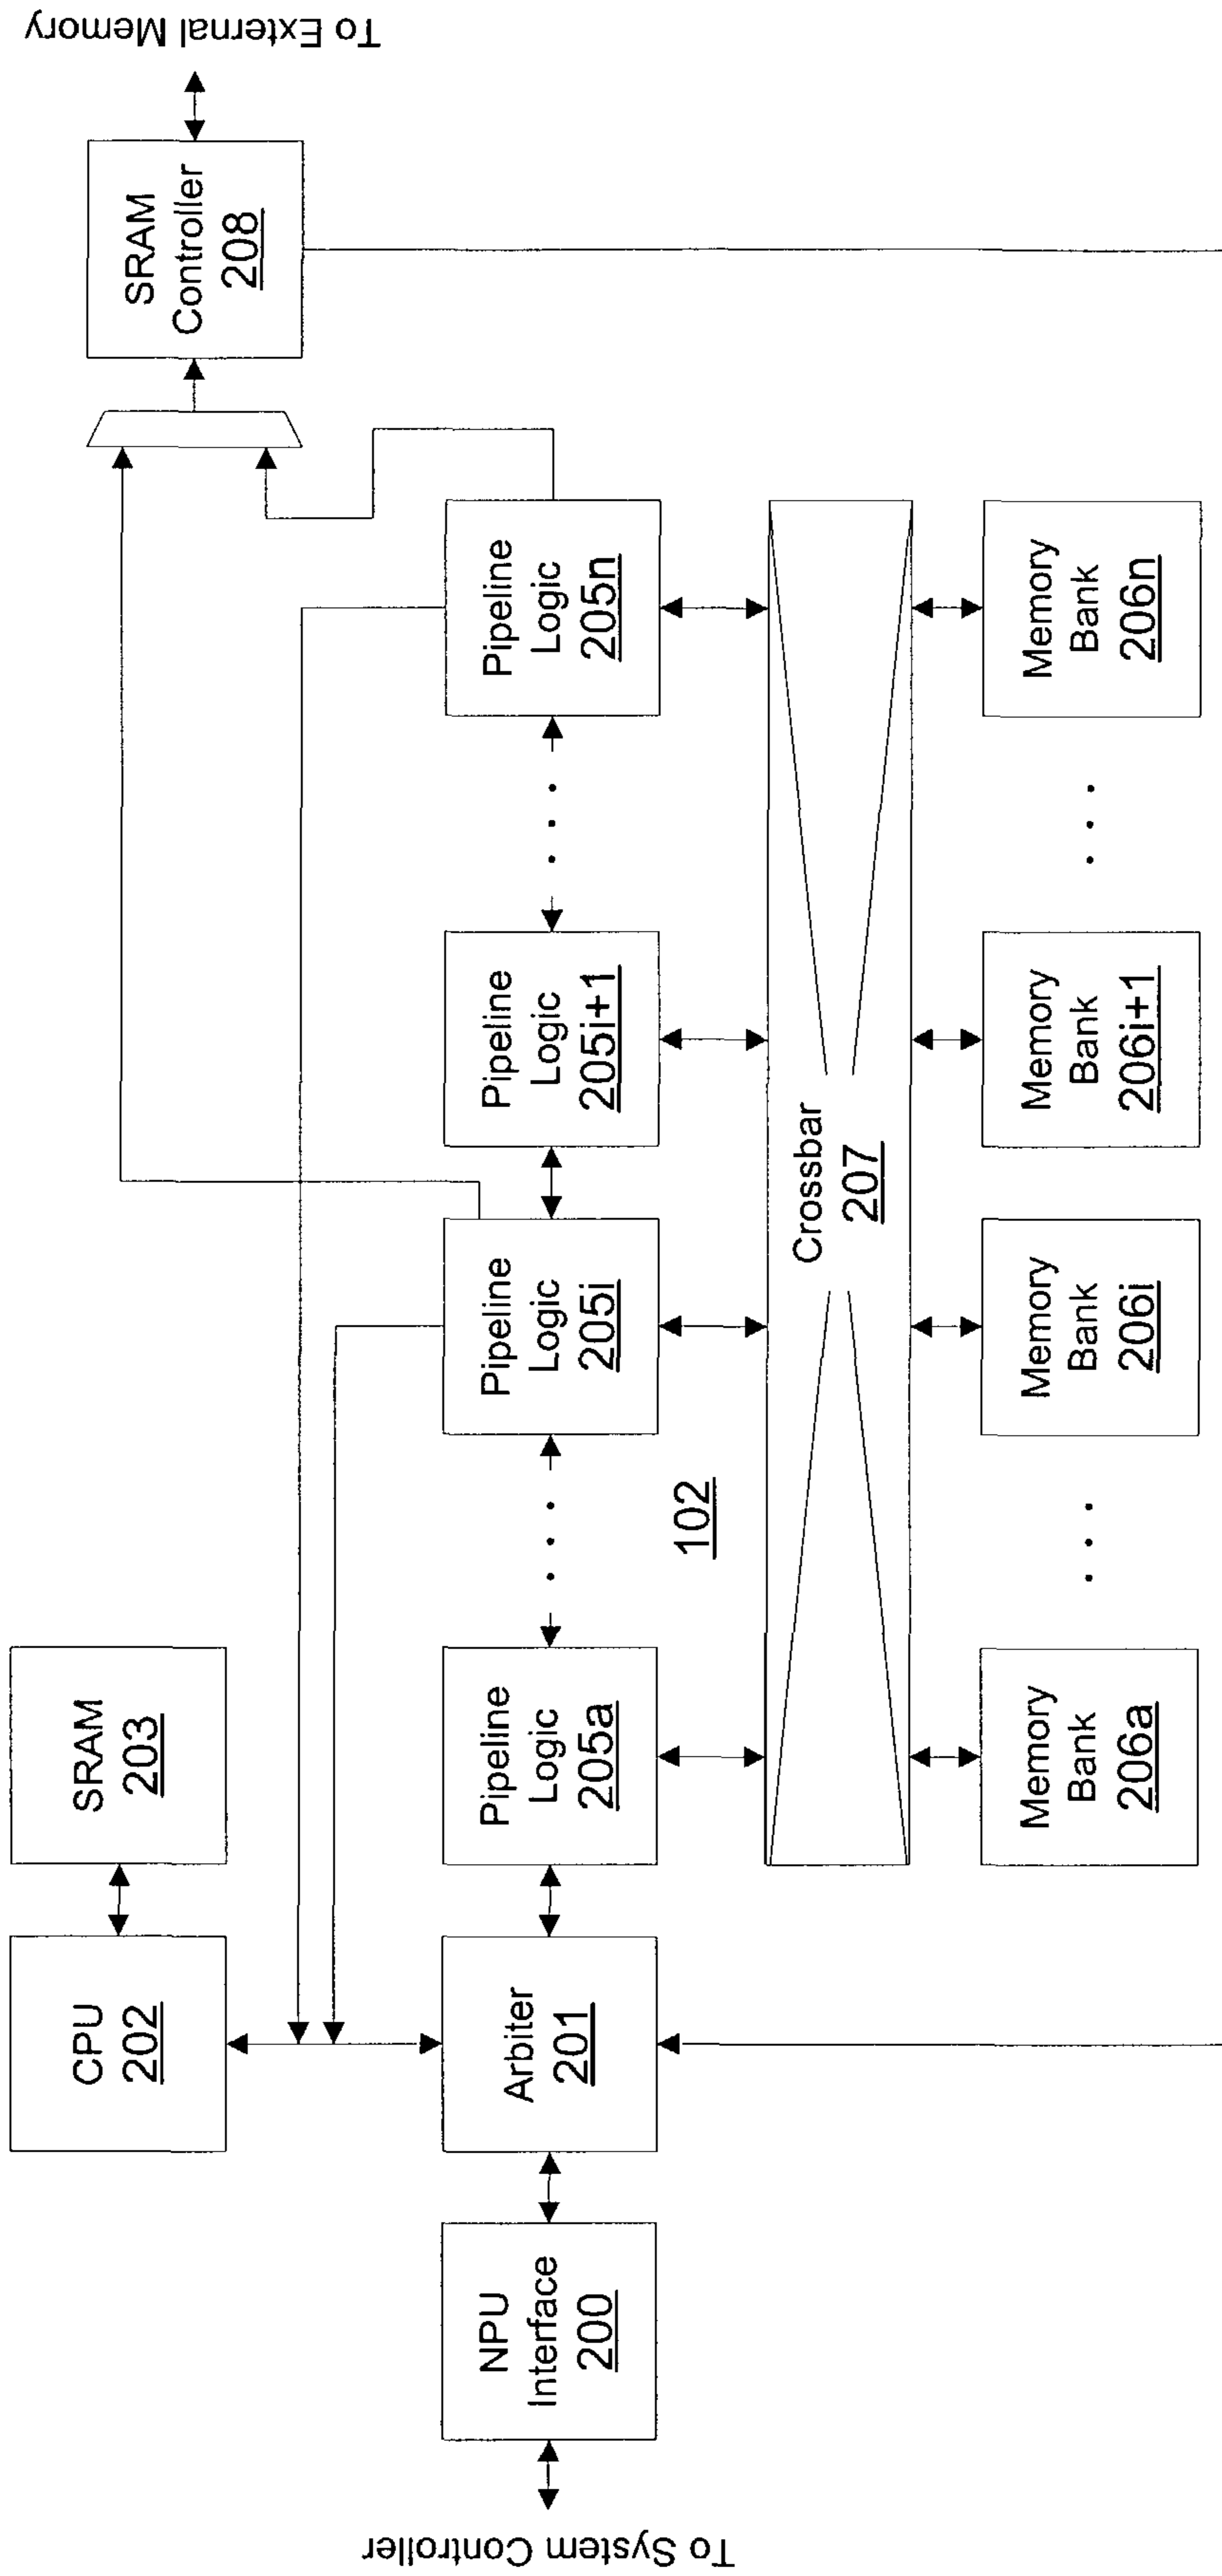 To External Memory
SRAM
Controller
208
SRAM
203
CPU
202
Pipeline
Logic
205n
Pipeline
Logic
205i+1
Pipeline
Logic
205i
Pipeline
Logic
205a
Arbiter
201
NPU
Interface
200
To System Controller
102
Crossbar
207
Memory
Bank
206n
Memory
Bank
206i+1
Memory
Bank
206i
Memory
Bank
206a